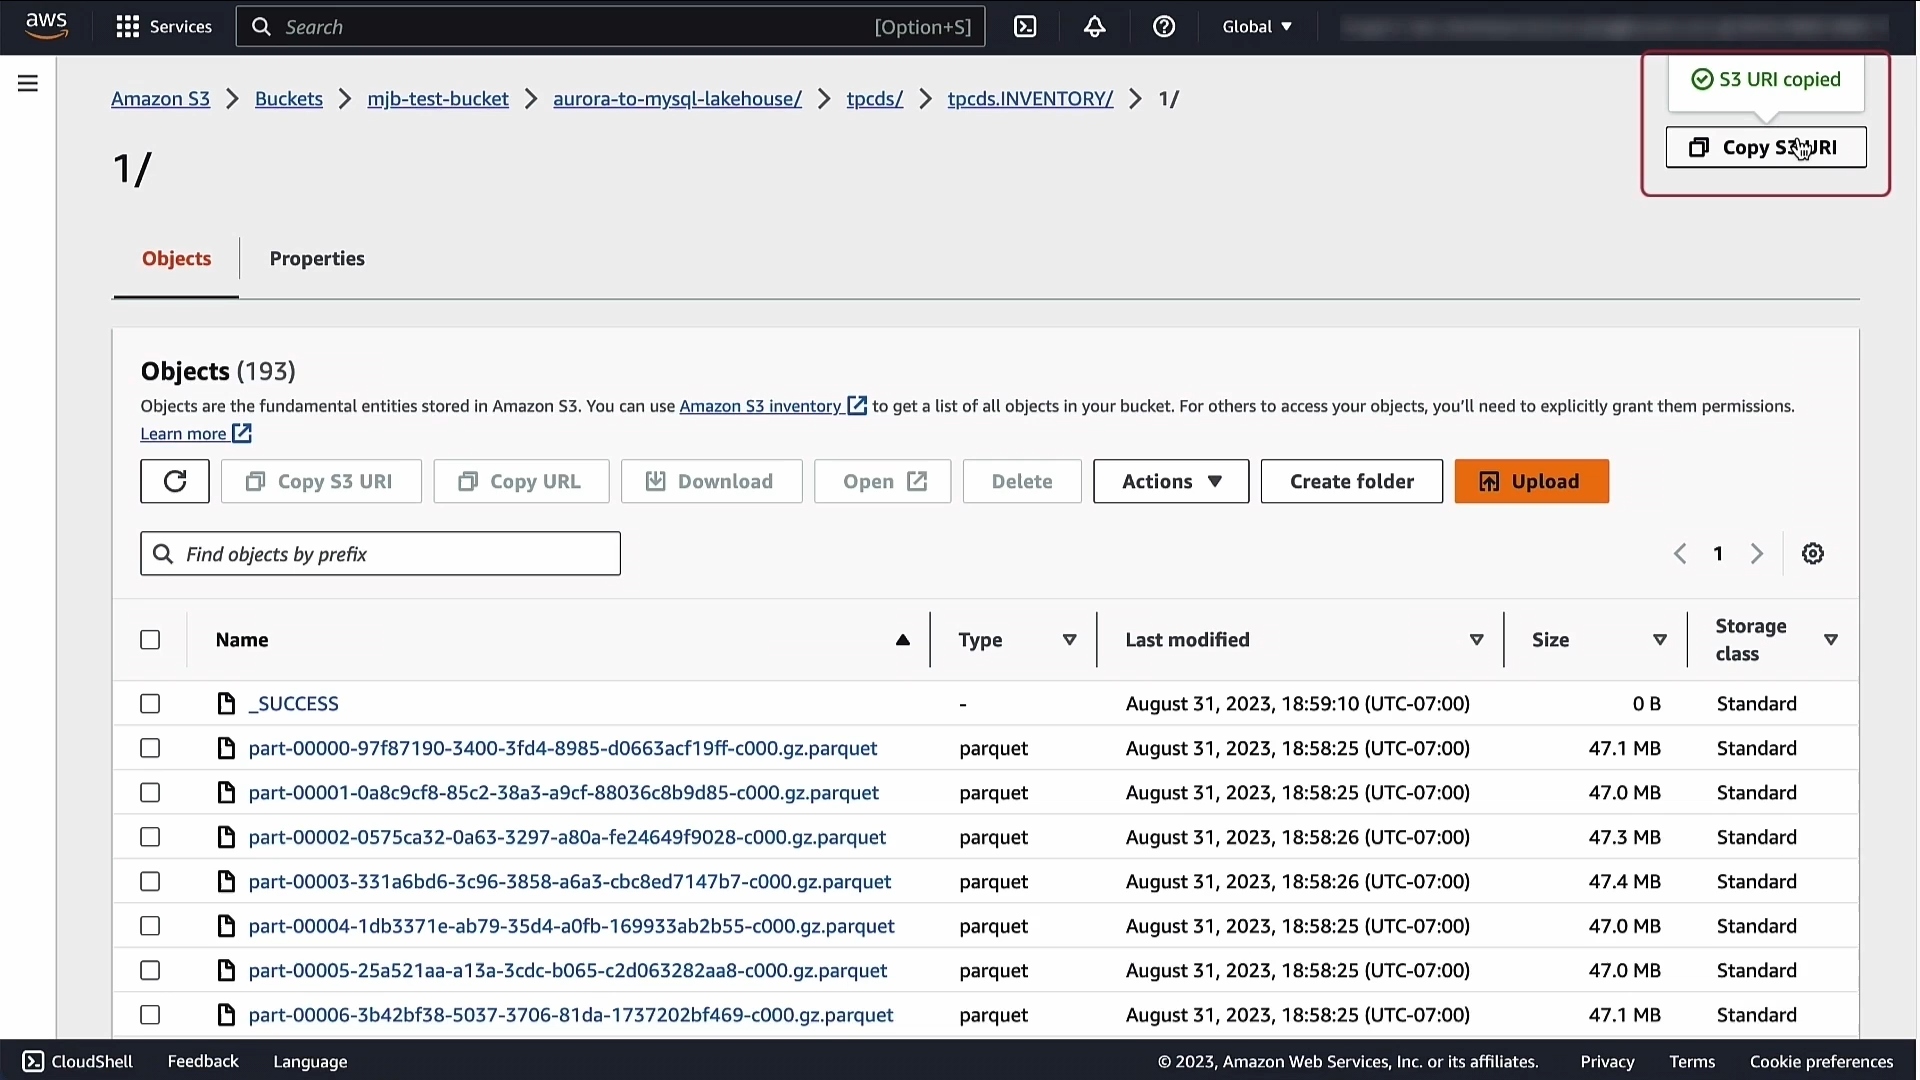 aws Services Search [Option+S] Global
Amazon S3 > Buckets > mjb-test-bucket > aurora-to-mysql-lakehouse/ > tpcds/ > tpcds.INVENTORY/ > 1/
S3 URI copied
Copy S3 URI
1/
Objects Properties
Objects (193)
Objects are the fundamental entities stored in Amazon S3. You can use Amazon S3 inventory to get a list of all objects in your bucket. For others to access your objects, you'll need to explicitly grant them permissions.
Learn more
Copy S3 URI Copy URL Download Open Delete Actions Create folder Upload
Find objects by prefix 1
Name Type Last modified Size Storage class
_SUCCESS - August 31, 2023, 18:59:10 (UTC-07:00) 0 B Standard
part-00000-97f87190-3400-3fd4-8985-d0663acf19ff-c000.gz.parquet parquet August 31, 2023, 18:58:25 (UTC-07:00) 47.1 MB Standard
part-00001-0a8c9cf8-85c2-38a3-a9cf-88036c8b9d85-c000.gz.parquet parquet August 31, 2023, 18:58:25 (UTC-07:00) 47.0 MB Standard
part-00002-0575ca32-0a63-3297-a80a-fe24649f9028-c000.gz.parquet parquet August 31, 2023, 18:58:26 (UTC-07:00) 47.3 MB Standard
part-00003-331a6bd6-3c96-3858-a6a3-cbc8ed7147b7-c000.gz.parquet parquet August 31, 2023, 18:58:26 (UTC-07:00) 47.4 MB Standard
part-00004-1db3371e-ab79-35d4-a0fb-169933ab2b55-c000.gz.parquet parquet August 31, 2023, 18:58:25 (UTC-07:00) 47.0 MB Standard
part-00005-25a521aa-a13a-3cdc-b065-c2d063282aa8-c000.gz.parquet parquet August 31, 2023, 18:58:25 (UTC-07:00) 47.0 MB Standard
part-00006-3b42bf38-5037-3706-81da-1737202bf469-c000.gz.parquet parquet August 31, 2023, 18:58:25 (UTC-07:00) 47.1 MB Standard
CloudShell Feedback Language © 2023, Amazon Web Services, Inc. or its affiliates. Privacy Terms Cookie preferences